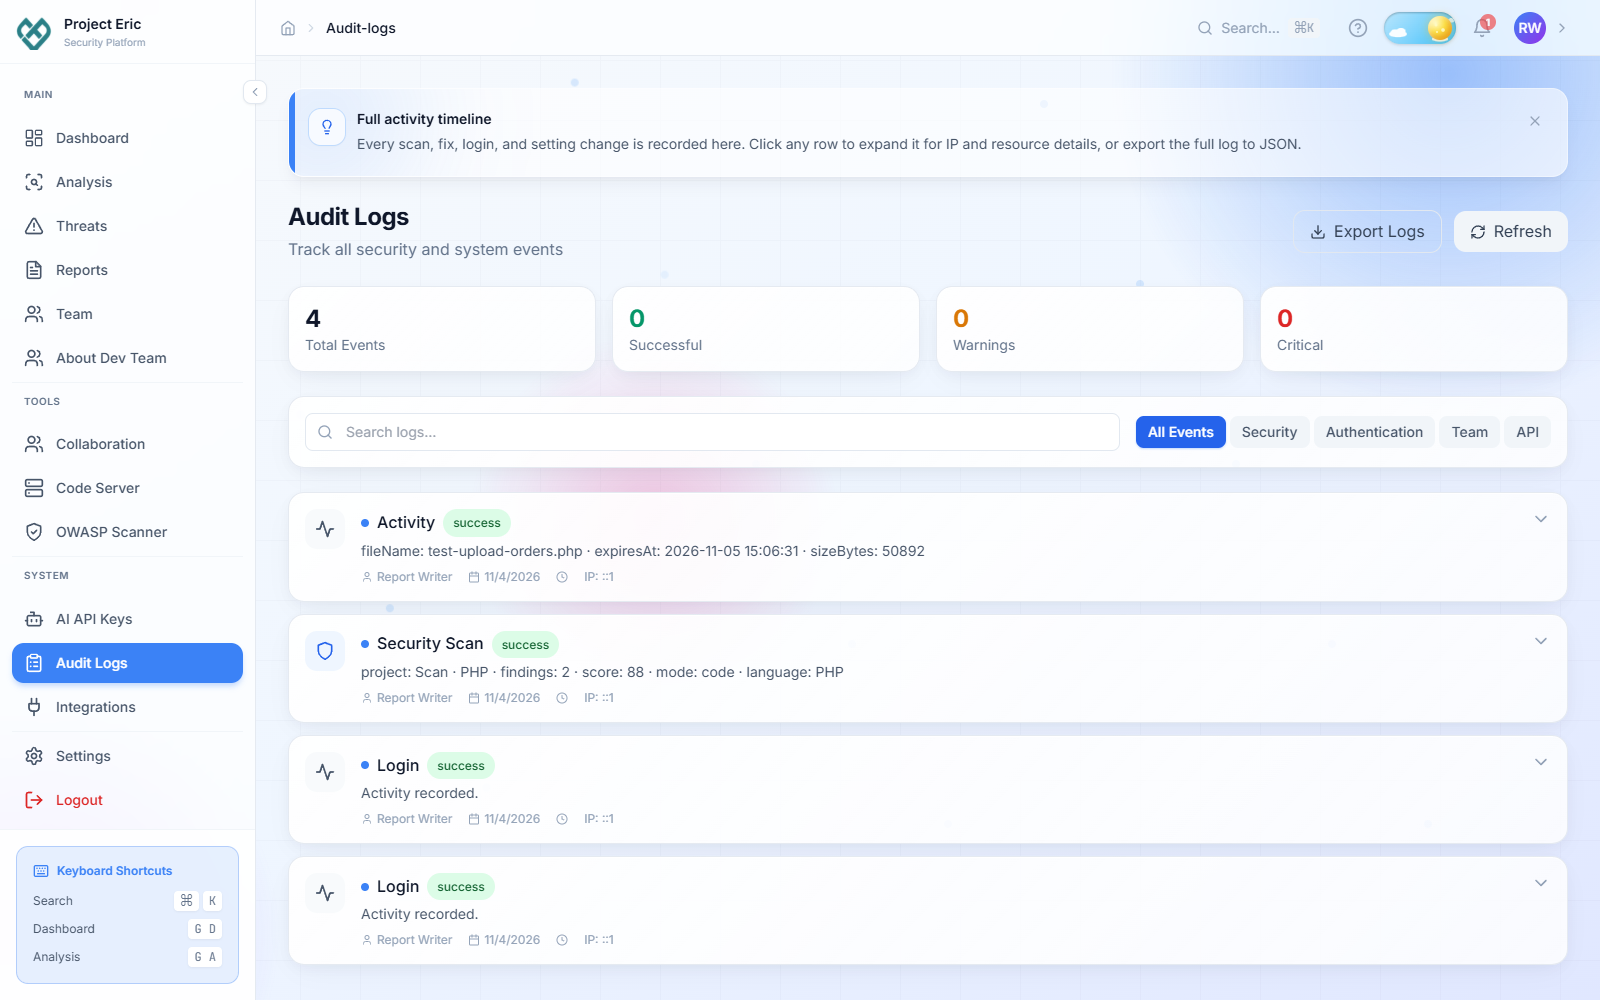 Project Eric
Security Platform
MAIN
Dashboard
Analysis
Threats
Reports
Team
About Dev Team
TOOLS
Collaboration
Code Server
OWASP Scanner
SYSTEM
AI API Keys
Audit Logs
Integrations
Settings
Logout
Keyboard Shortcuts
Search ⌘ K
Dashboard G D
Analysis G A
Audit-logs
Search... ⌘K
1
RW
Full activity timeline
Every scan, fix, login, and setting change is recorded here. Click any row to expand it for IP and resource details, or export the full log to JSON.
Audit Logs
Track all security and system events
Export Logs
Refresh
4
Total Events
0
Successful
0
Warnings
0
Critical
Search logs...
All Events Security Authentication Team API
Activity success
fileName: test-upload-orders.php · expiresAt: 2026-11-05 15:06:31 · sizeBytes: 50892
Report Writer 11/4/2026 IP: ::1
Security Scan success
project: Scan · PHP · findings: 2 · score: 88 · mode: code · language: PHP
Report Writer 11/4/2026 IP: ::1
Login success
Activity recorded.
Report Writer 11/4/2026 IP: ::1
Login success
Activity recorded.
Report Writer 11/4/2026 IP: ::1